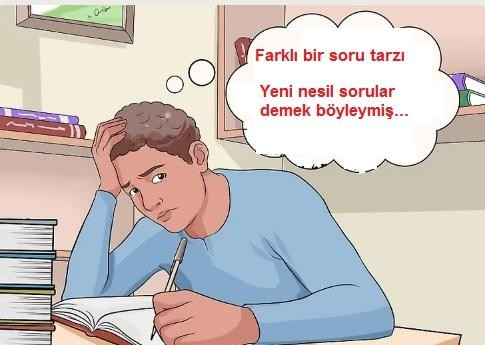 Farklı bir soru tarzı
Yeni nesil sorular
demek böyleymiş...